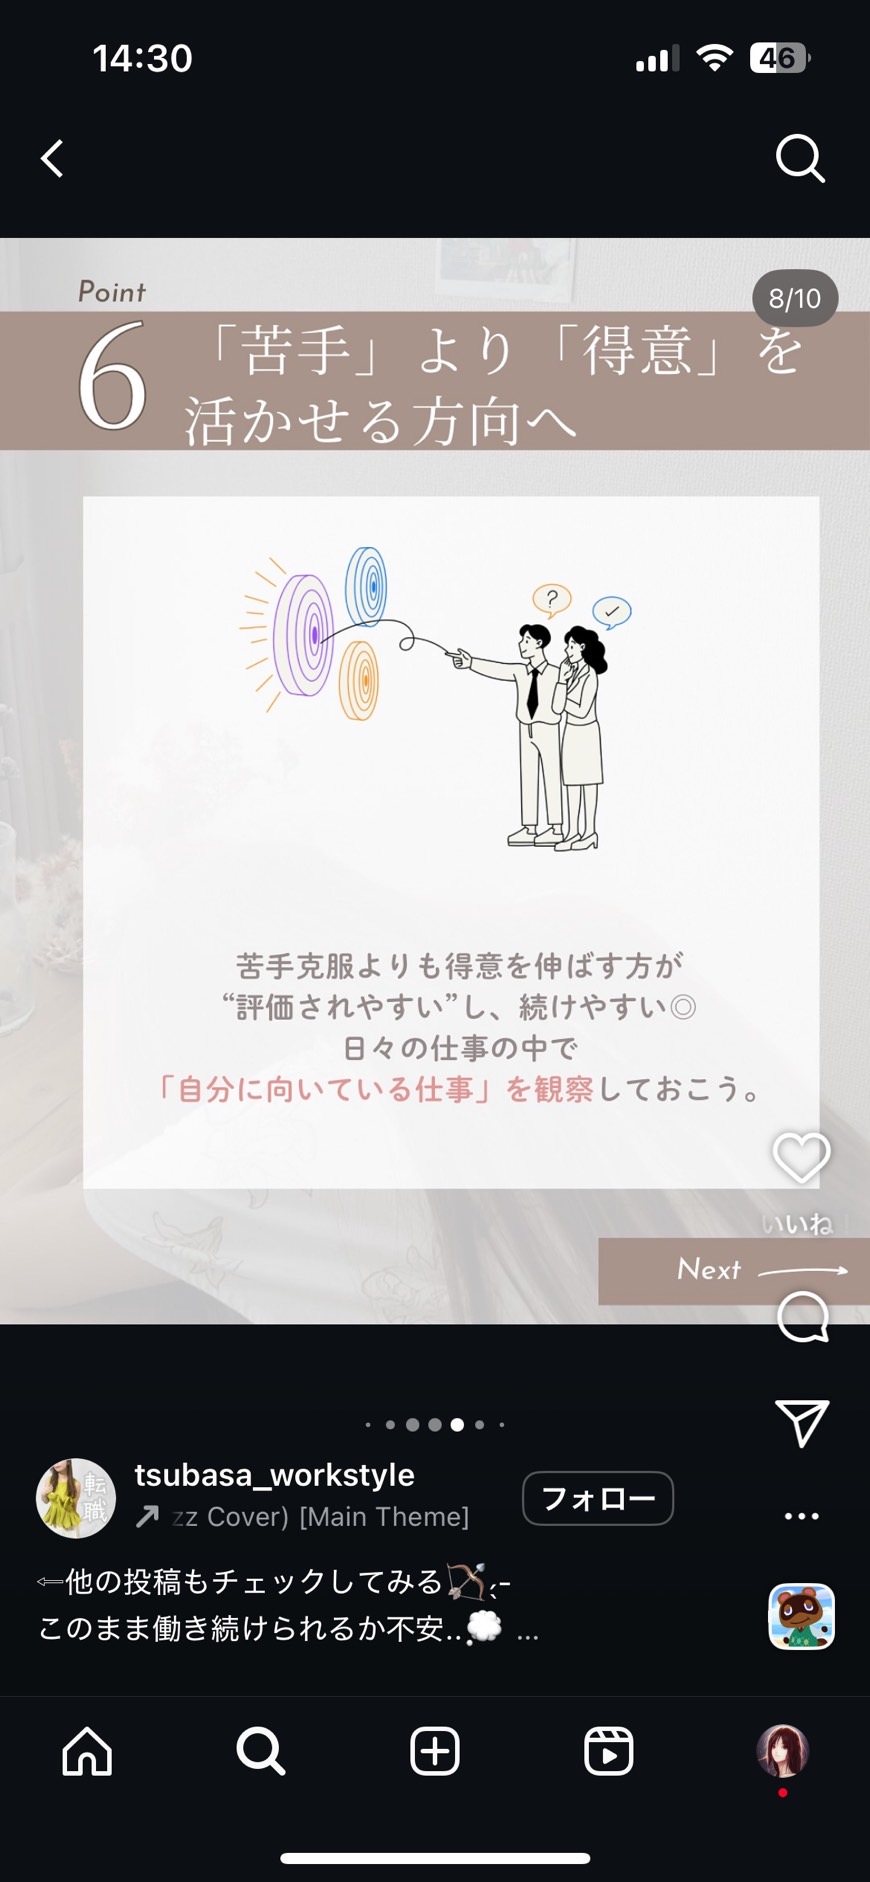 14:30
46
8/10
Point
6
「苦手」より「得意」を
活かせる方向へ
?
苦手克服よりも得意を伸ばす方が
“評価されやすい”し、続けやすい◎
日々の仕事の中で
「自分に向いている仕事」を観察しておこう。
いいね
Next
転
職
tsubasa_workstyle
zz Cover) [Main Theme]
フォロー
⇦他の投稿もチェックしてみる🏹 ˎˊ˗
このまま働き続けられるか不安..💭 ...